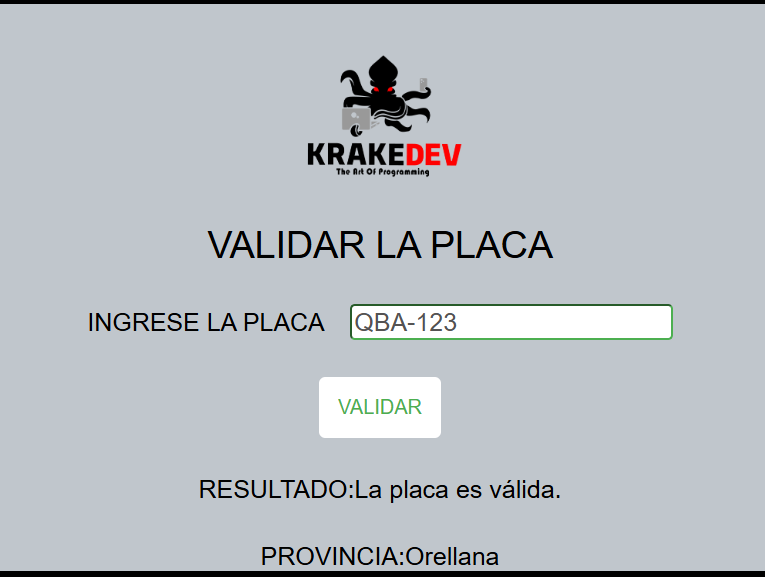 KRAKEDEV
The Art Of Programming
VALIDAR LA PLACA
INGRESE LA PLACA QBA-123
VALIDAR
RESULTADO:La placa es válida.
PROVINCIA:Orellana